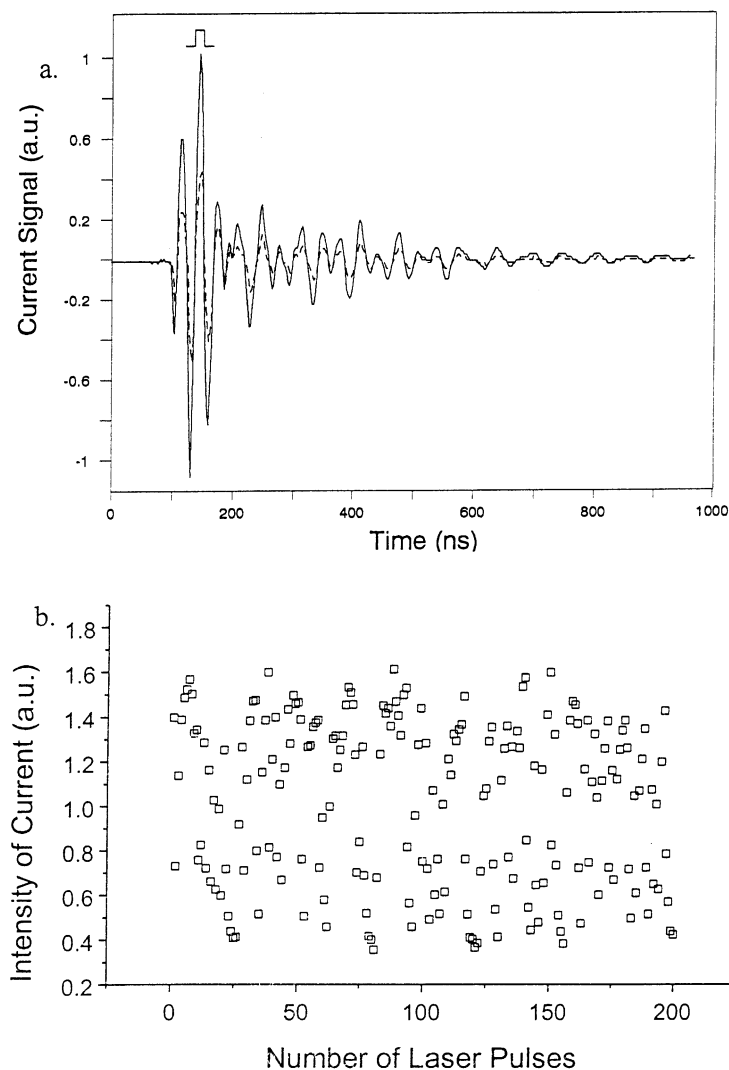 a.
Current Signal (a.u.)
1
0.6
0.2
-0.2
-0.6
-1
0 200 400 600 800 1000
Time (ns)
b.
Intensity of Current (a.u.)
1.8
1.6
1.4
1.2
1.0
0.8
0.6
0.4
0.2
0 50 100 150 200
Number of Laser Pulses